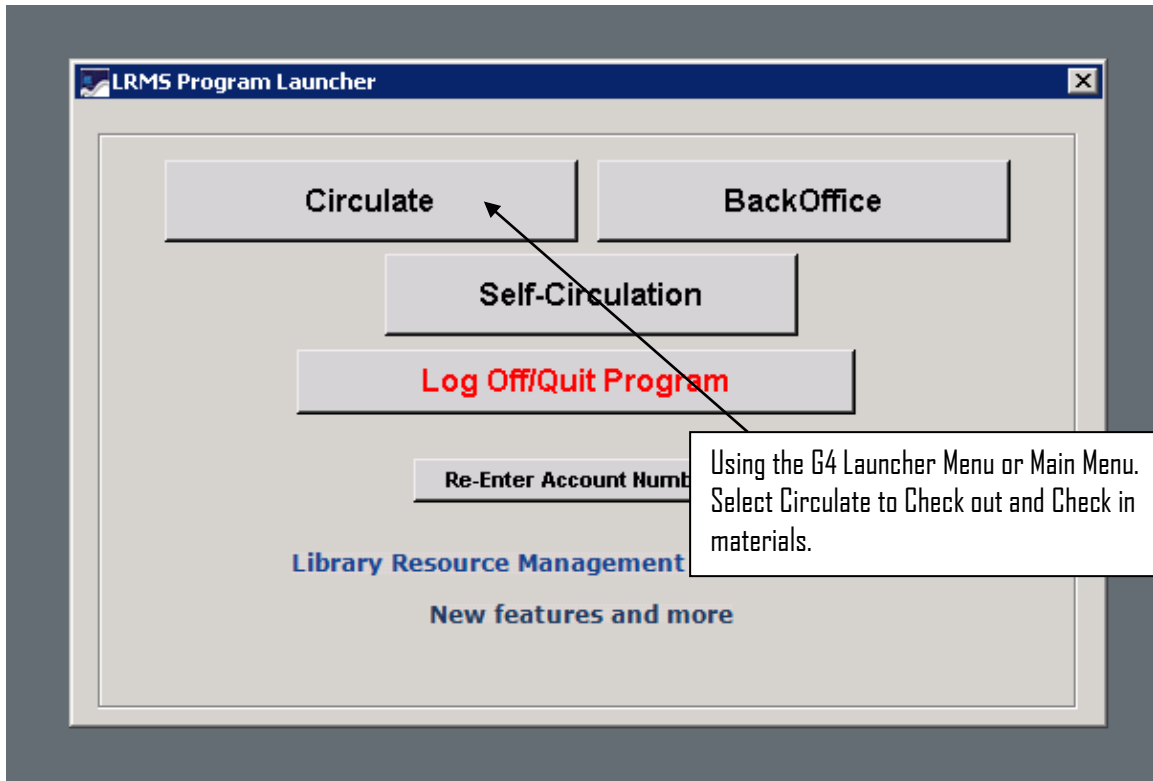 LRMS Program Launcher
Circulate
BackOffice
Self-Circulation
Log Off/Quit Program
Re-Enter Account
Using the G4 Launcher Menu or Main Menu.
Select Circulate to Check out and Check in
materials.
Library Resource Management
New features and more